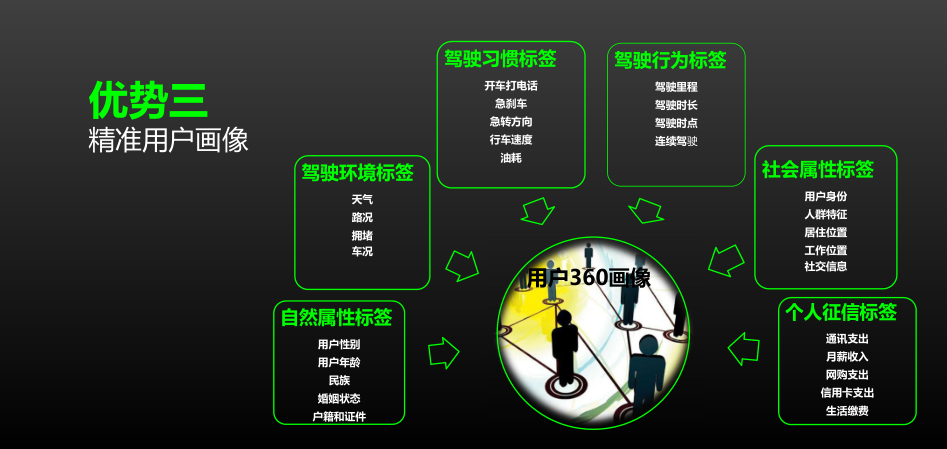 优势三
精准用户画像
驾驶习惯标签
开车打电话
急刹车
急转方向
行车速度
油耗
驾驶行为标签
驾驶里程
驾驶时长
驾驶时点
连续驾驶
驾驶环境标签
天气
路况
拥堵
车况
社会属性标签
用户身份
人群特征
居住位置
工作位置
社交信息
自然属性标签
用户性别
用户年龄
民族
婚姻状态
户籍和证件
用户360画像
个人征信标签
通讯支出
月薪收入
网购支出
信用卡支出
生活缴费